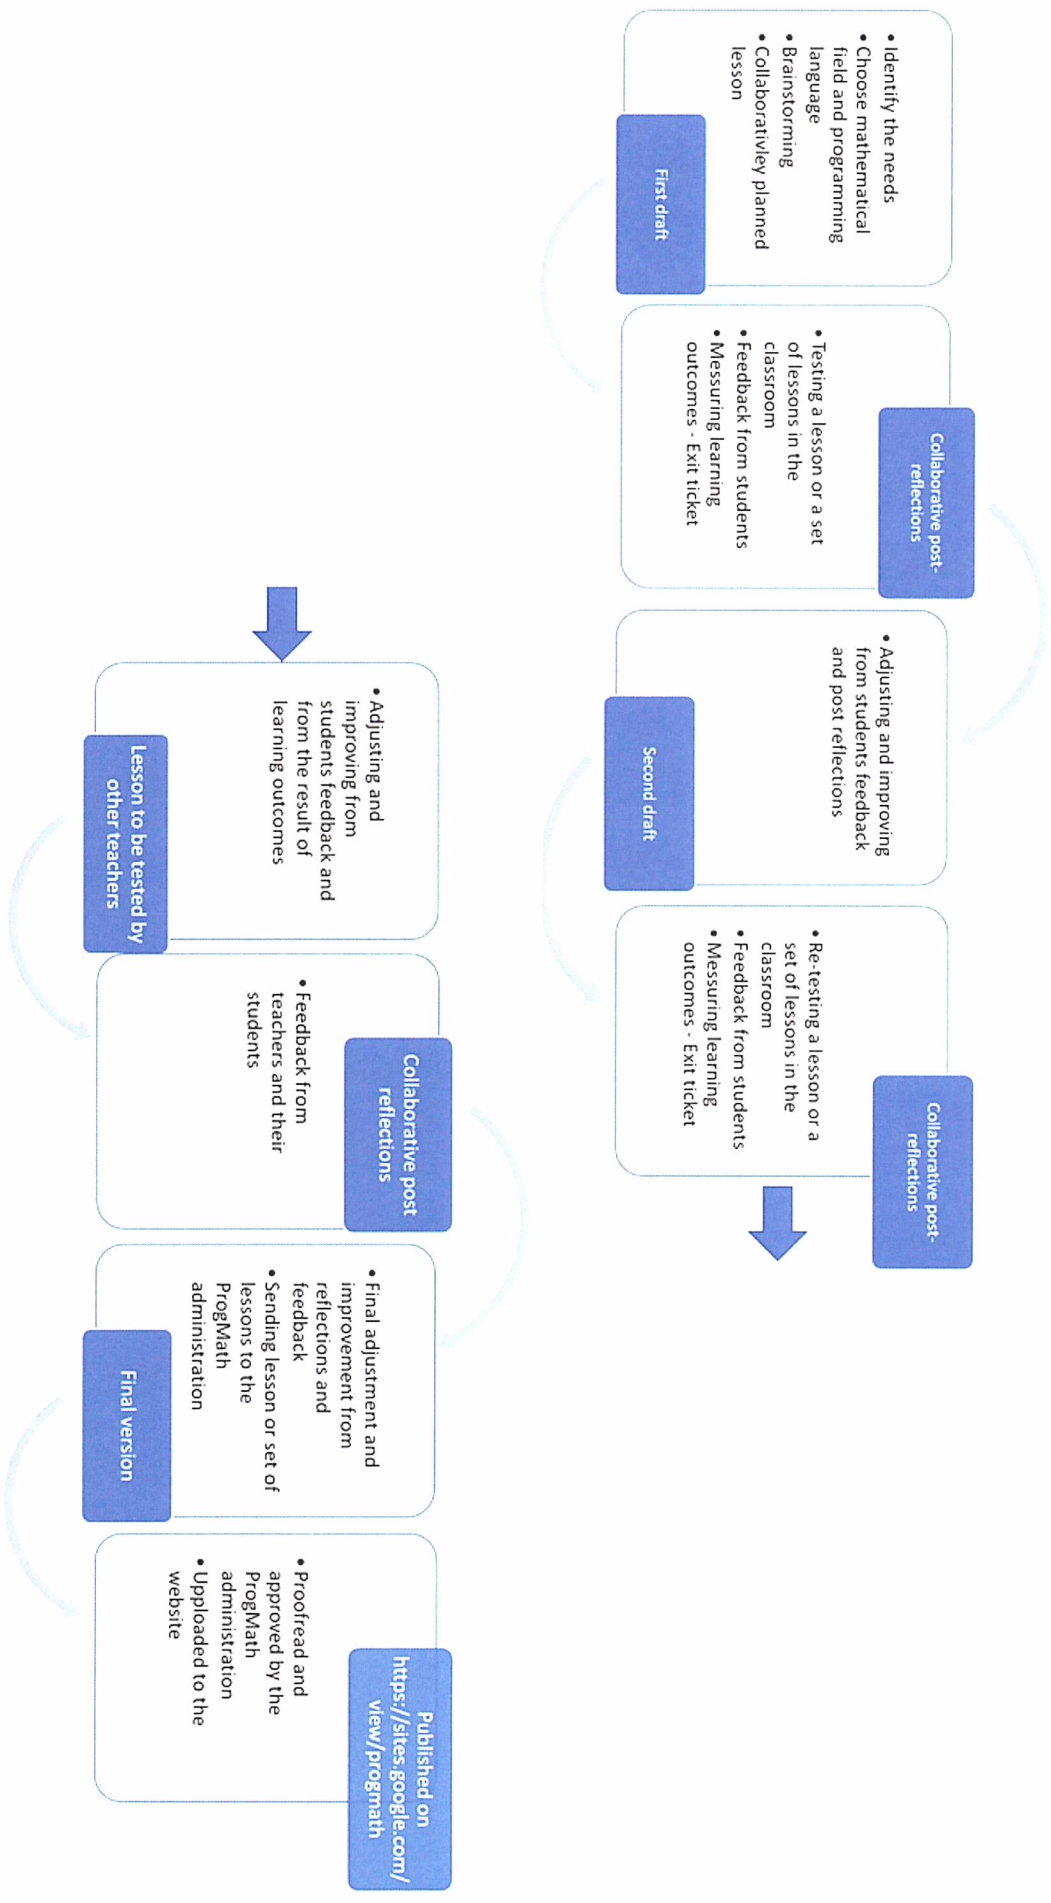 • Identify the needs
• Choose mathematical
field and programming
language
• Brainstorming
• Collaborativley planned
lesson
First draft
Collaborative post-
reflections
• Testing a lesson or a set
of lessons in the
classroom
• Feedback from students
• Messuring learning
outcomes - Exit ticket
• Adjusting and improving
from students feedback
and post reflections
Second draft
Collaborative post-
reflections
• Re-testing a lesson or a
set of lessons in the
classroom
• Feedback from students
• Messuring learning
outcomes - Exit ticket
• Adjusting and
improving from
students feedback and
from the result of
learning outcomes
Lesson to be tested by
other teachers
Collaborative post
reflections
• Feedback from
teachers and their
students
• Final adjustment and
improvement from
reflections and
feedback
• Sending lesson or set of
lessons to the
ProgMath
administration
Final version
Published on
https://sites.google.com/
view/progmath
• Proofread and
approved by the
ProgMath
administration
• Upploaded to the
website